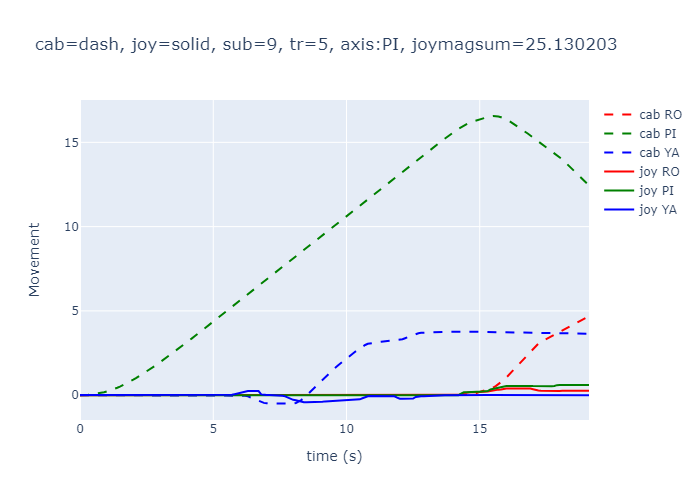 cab=dash, joy=solid, sub=9, tr=5, axis:PI, joymagsum=25.130203
cab RO
cab PI
cab YA
joy RO
joy PI
joy YA
Movement
15
10
5
0
0
5
10
15
time (s)